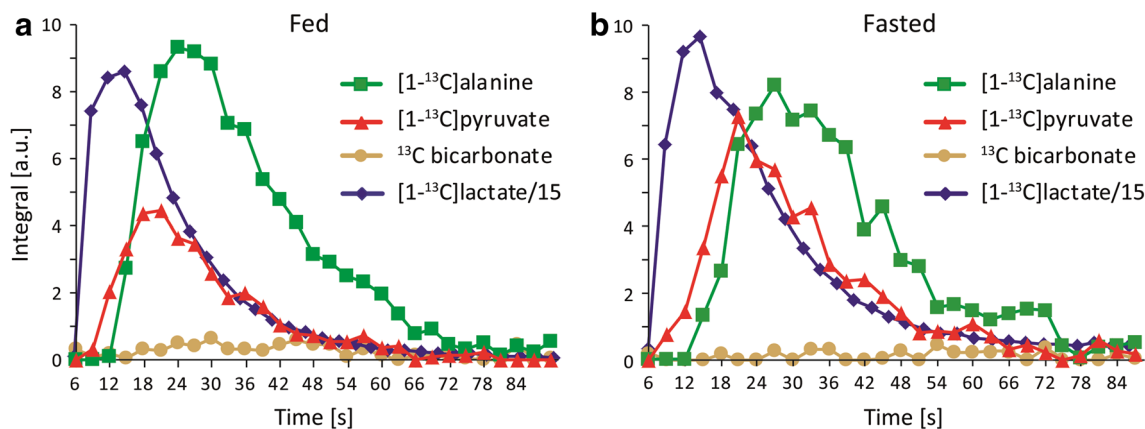 a
Fed
10
8
6
4
2
0
Integral [a.u.]
[1-¹³C]alanine
[1-¹³C]pyruvate
¹³C bicarbonate
[1-¹³C]lactate/15
6 12 18 24 30 36 42 48 54 60 66 72 78 84
Time [s]
b
Fasted
10
8
6
4
2
0
[1-¹³C]alanine
[1-¹³C]pyruvate
¹³C bicarbonate
[1-¹³C]lactate/15
6 12 18 24 30 36 42 48 54 60 66 72 78 84
Time [s]